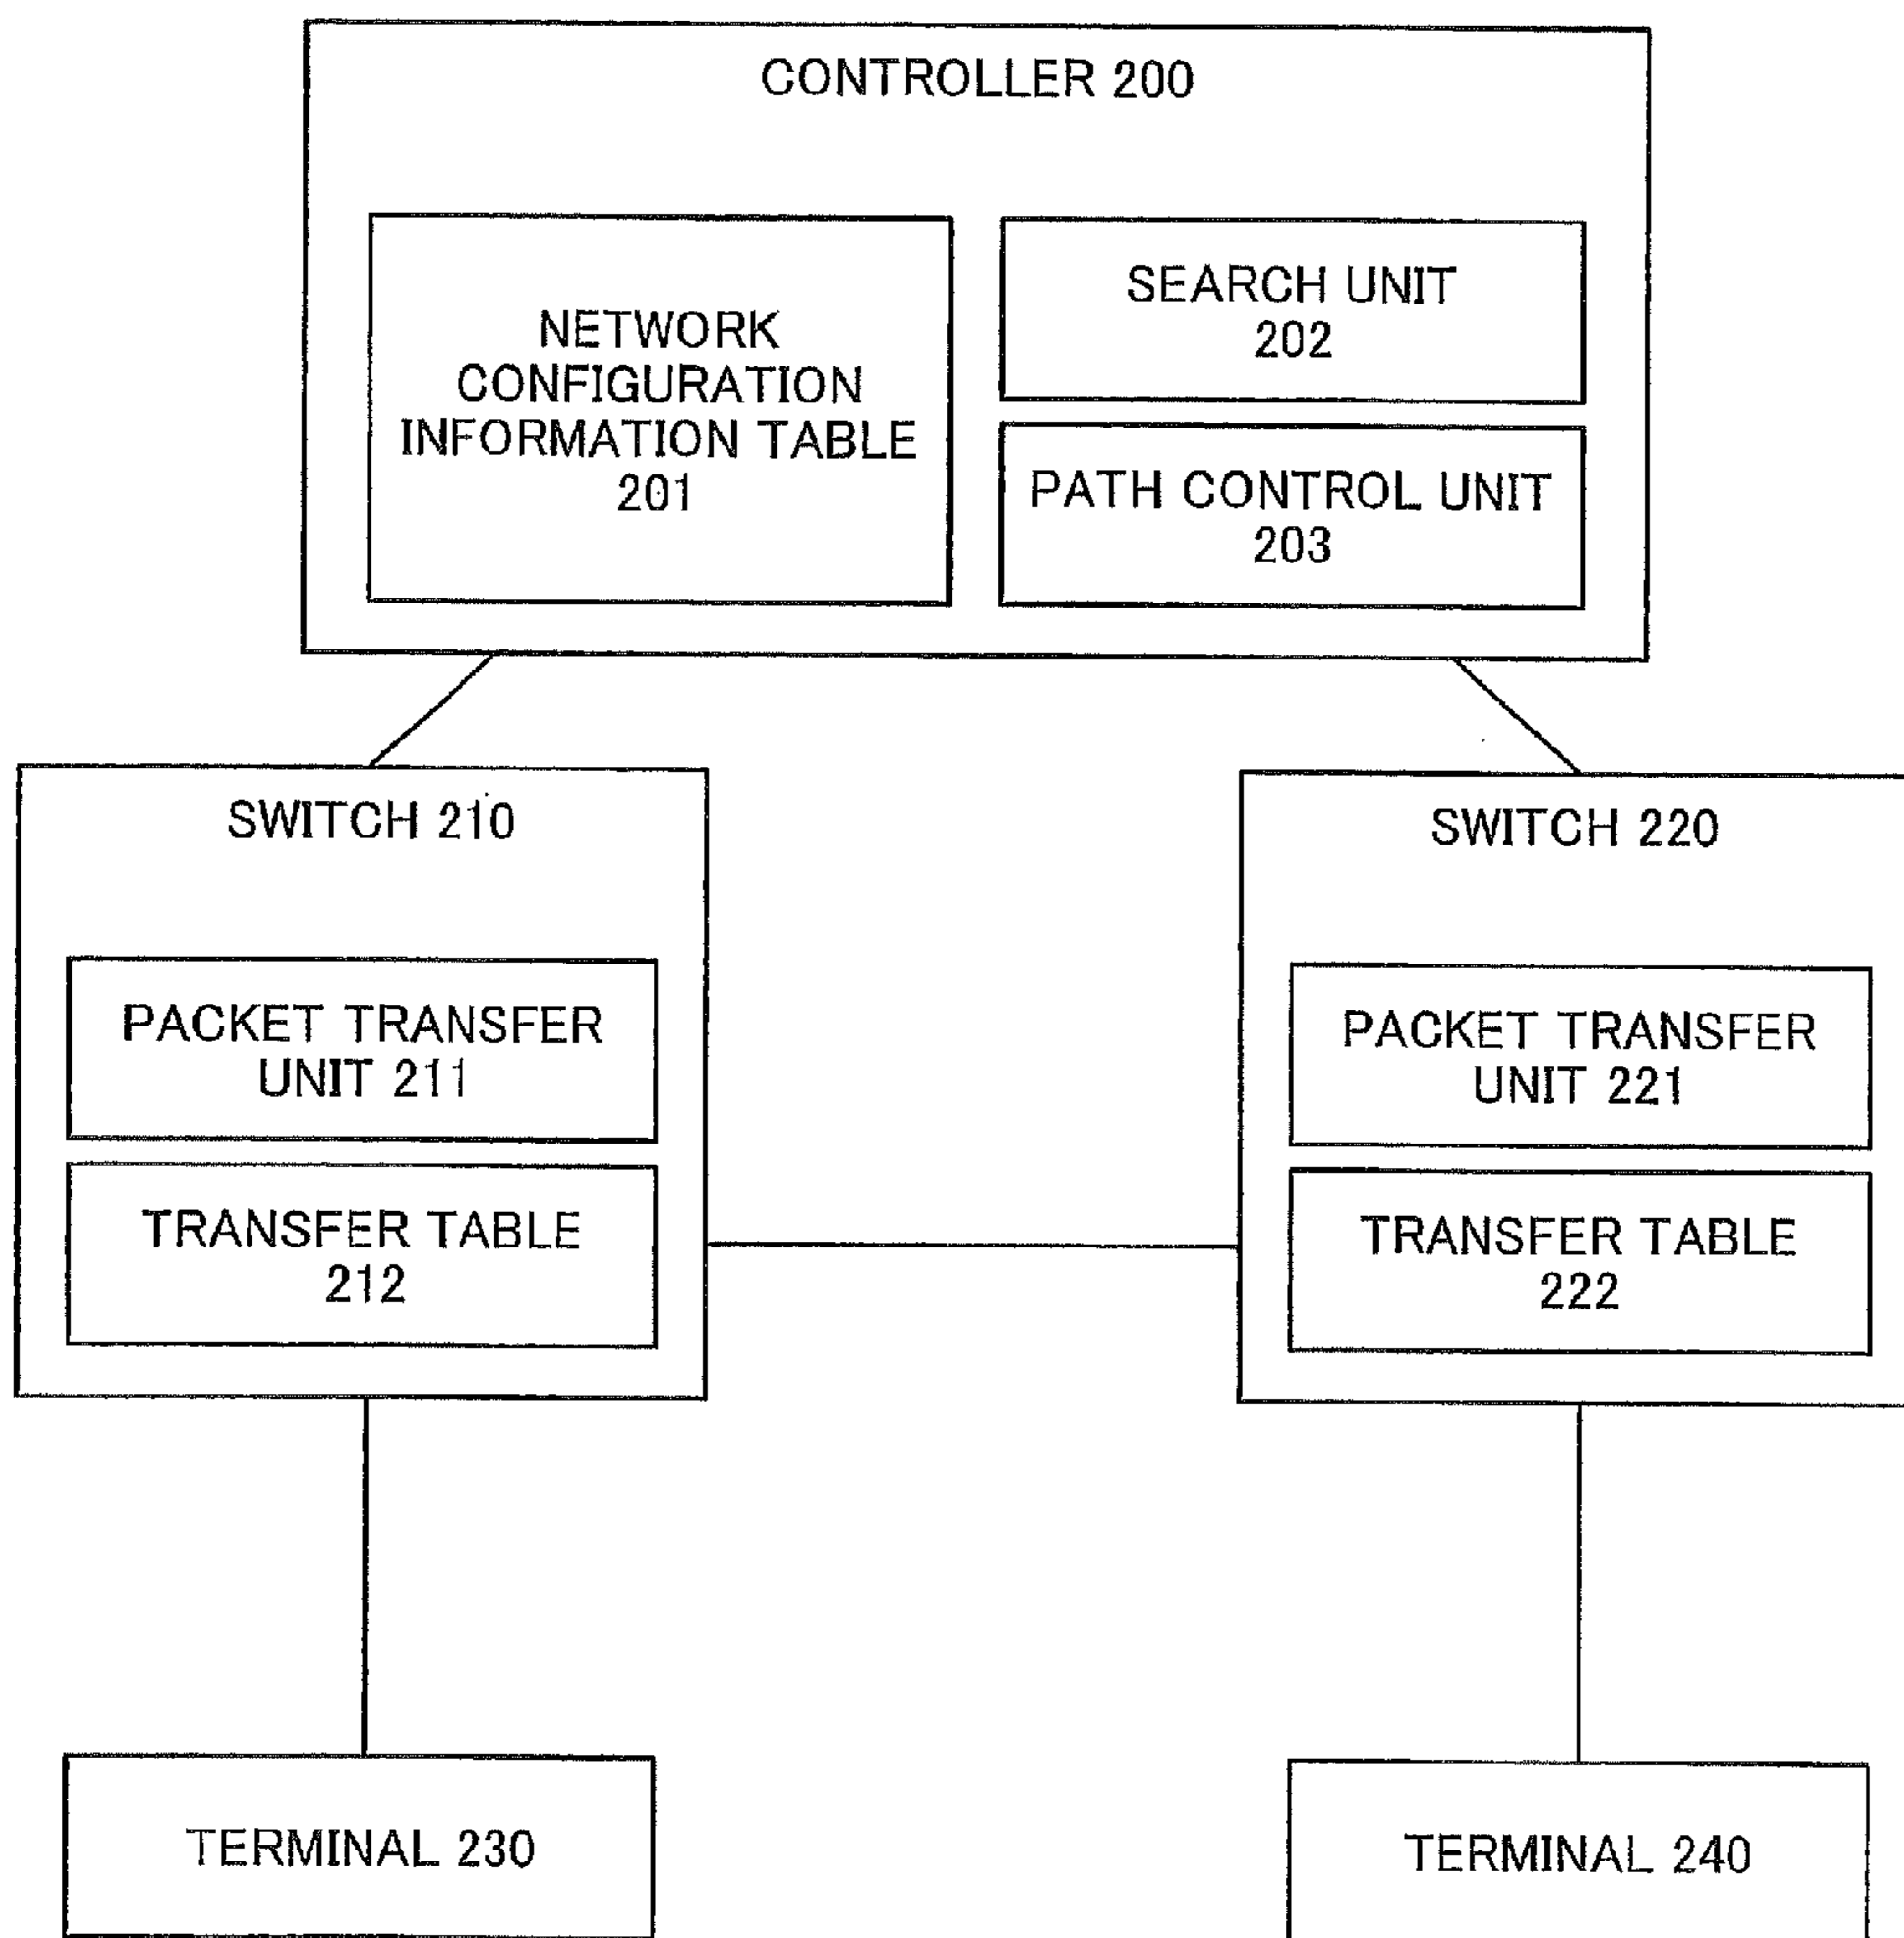 CONTROLLER 200
NETWORK
CONFIGURATION
INFORMATION TABLE
201
SEARCH UNIT
202
PATH CONTROL UNIT
203
SWITCH 210
PACKET TRANSFER
UNIT 211
TRANSFER TABLE
212
SWITCH 220
PACKET TRANSFER
UNIT 221
TRANSFER TABLE
222
TERMINAL 230
TERMINAL 240